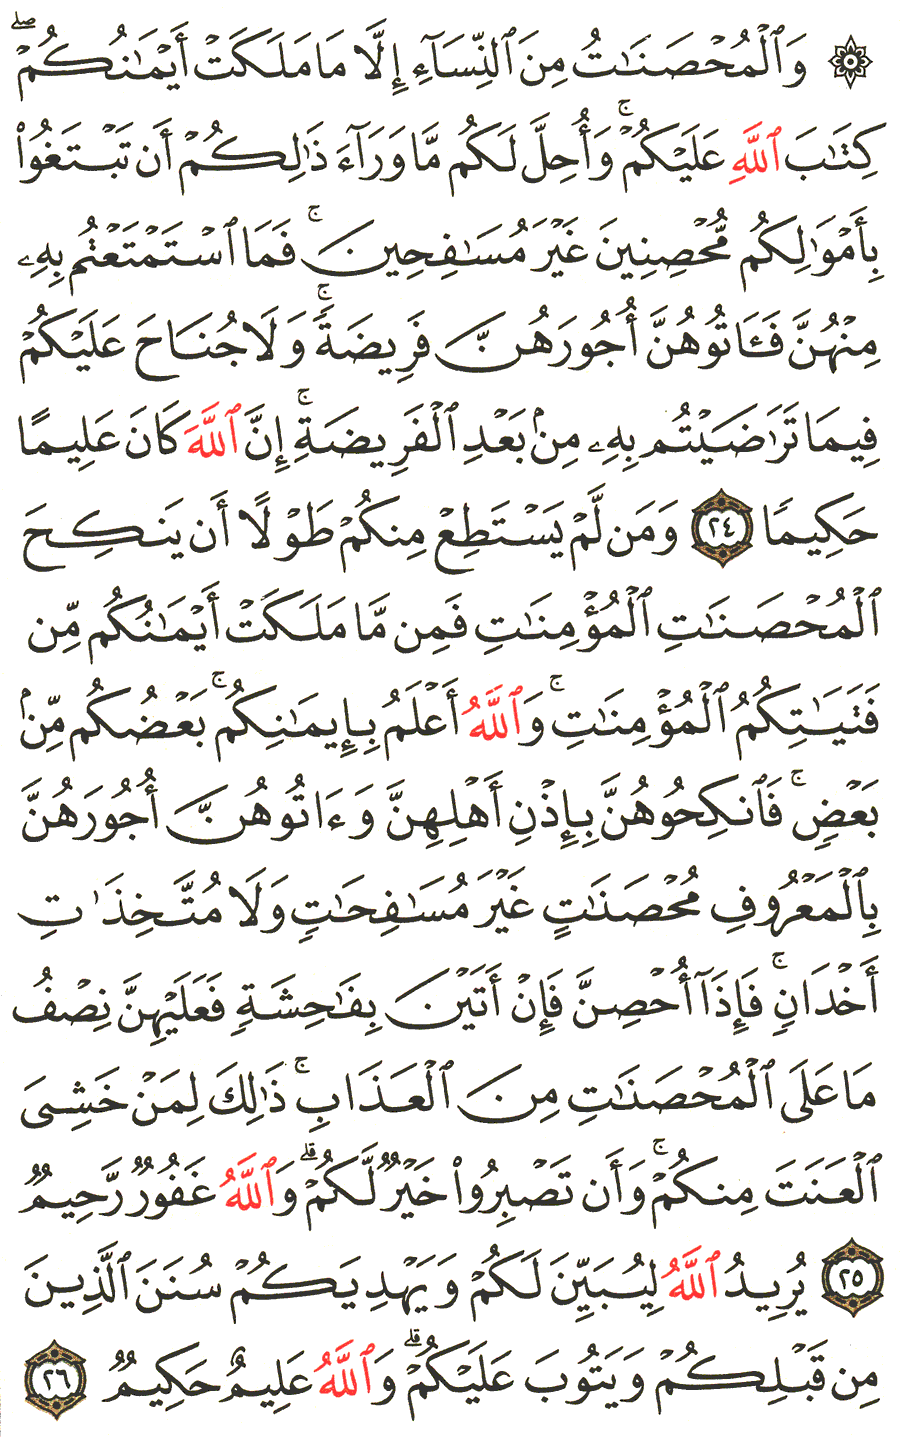 ۞ وَٱلْمُحْصَنَٰتُ مِنَ ٱلنِّسَآءِ إِلَّا مَا مَلَكَتْ أَيْمَٰنُكُمْ ۖ
كِتَٰبَ ٱللَّهِ عَلَيْكُمْ ۚ وَأُحِلَّ لَكُم مَّا وَرَآءَ ذَٰلِكُمْ أَن تَبْتَغُوا۟
بِأَمْوَٰلِكُم مُّحْصِنِينَ غَيْرَ مُسَٰفِحِينَ ۚ فَمَا ٱسْتَمْتَعْتُم بِهِۦ
مِنْهُنَّ فَـَٔاتُوهُنَّ أُجُورَهُنَّ فَرِيضَةً ۚ وَلَا جُنَاحَ عَلَيْكُمْ
فِيمَا تَرَٰضَيْتُم بِهِۦ مِنۢ بَعْدِ ٱلْفَرِيضَةِ ۚ إِنَّ ٱللَّهَ كَانَ عَلِيمًا
حَكِيمًا ٢٤ وَمَن لَّمْ يَسْتَطِعْ مِنكُمْ طَوْلًا أَن يَنكِحَ
ٱلْمُحْصَنَٰتِ ٱلْمُؤْمِنَٰتِ فَمِن مَّا مَلَكَتْ أَيْمَٰنُكُم مِّن
فَتَيَٰتِكُمُ ٱلْمُؤْمِنَٰتِ ۚ وَٱللَّهُ أَعْلَمُ بِإِيمَٰنِكُم ۚ بَعْضُكُم مِّنۢ
بَعْضٍ ۚ فَٱنكِحُوهُنَّ بِإِذْنِ أَهْلِهِنَّ وَءَاتُوهُنَّ أُجُورَهُنَّ
بِٱلْمَعْرُوفِ مُحْصَنَٰتٍ غَيْرَ مُسَٰفِحَٰتٍ وَلَا مُتَّخِذَٰتِ
أَخْدَانٍ ۚ فَإِذَآ أُحْصِنَّ فَإِنْ أَتَيْنَ بِفَٰحِشَةٍ فَعَلَيْهِنَّ نِصْفُ
مَا عَلَى ٱلْمُحْصَنَٰتِ مِنَ ٱلْعَذَابِ ۚ ذَٰلِكَ لِمَنْ خَشِىَ
ٱلْعَنَتَ مِنكُمْ ۚ وَأَن تَصْبِرُوا۟ خَيْرٌ لَّكُمْ ۗ وَٱللَّهُ غَفُورٌ رَّحِيمٌ
٢٥ يُرِيدُ ٱللَّهُ لِيُبَيِّنَ لَكُمْ وَيَهْدِيَكُمْ سُنَنَ ٱلَّذِينَ
مِن قَبْلِكُمْ وَيَتُوبَ عَلَيْكُمْ ۗ وَٱللَّهُ عَلِيمٌ حَكِيمٌ ٢٦